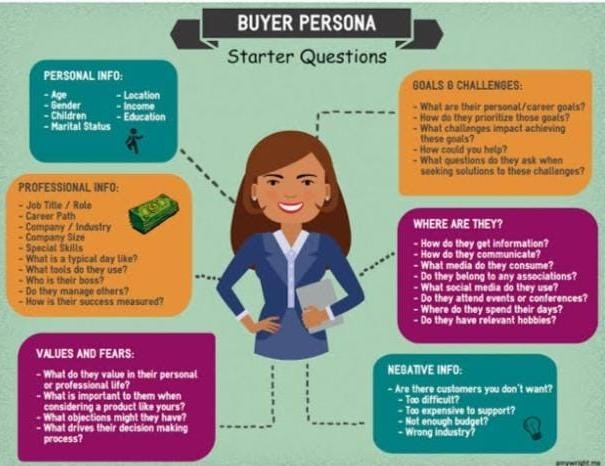 BUYER PERSONA
Starter Questions
PERSONAL INFO:
- Age
- Gender
- Children
- Marital Status
- Location
- Income
- Education
GOALS & CHALLENGES:
- What are their personal/career goals?
- How do they prioritize those goals?
- What challenges impact achieving
these goals?
- How could you help?
- What questions do they ask when
seeking solutions to these challenges?
PROFESSIONAL INFO:
- Job Title / Role
- Career Path
- Company / Industry
- Company Size
- Special Skills
- What is a typical day like?
- What tools do they use?
- Who is their boss?
- Do they manage others?
- How is their success measured?
WHERE ARE THEY?
- How do they get information?
- How do they communicate?
- What media do they consume?
- Do they belong to any associations?
- What social media do they use?
- Do they attend events or conferences?
- Where do they spend their days?
- Do they have relevant hobbies?
VALUES AND FEARS:
- What do they value in their personal
or professional life?
- What is important to them when
considering a product like yours?
- What objections might they have?
- What drives their decision making
process?
NEGATIVE INFO:
- Are there customers you don't want?
- Too difficult?
- Too expensive to support?
- Not enough budget?
- Wrong industry?
amywright.me